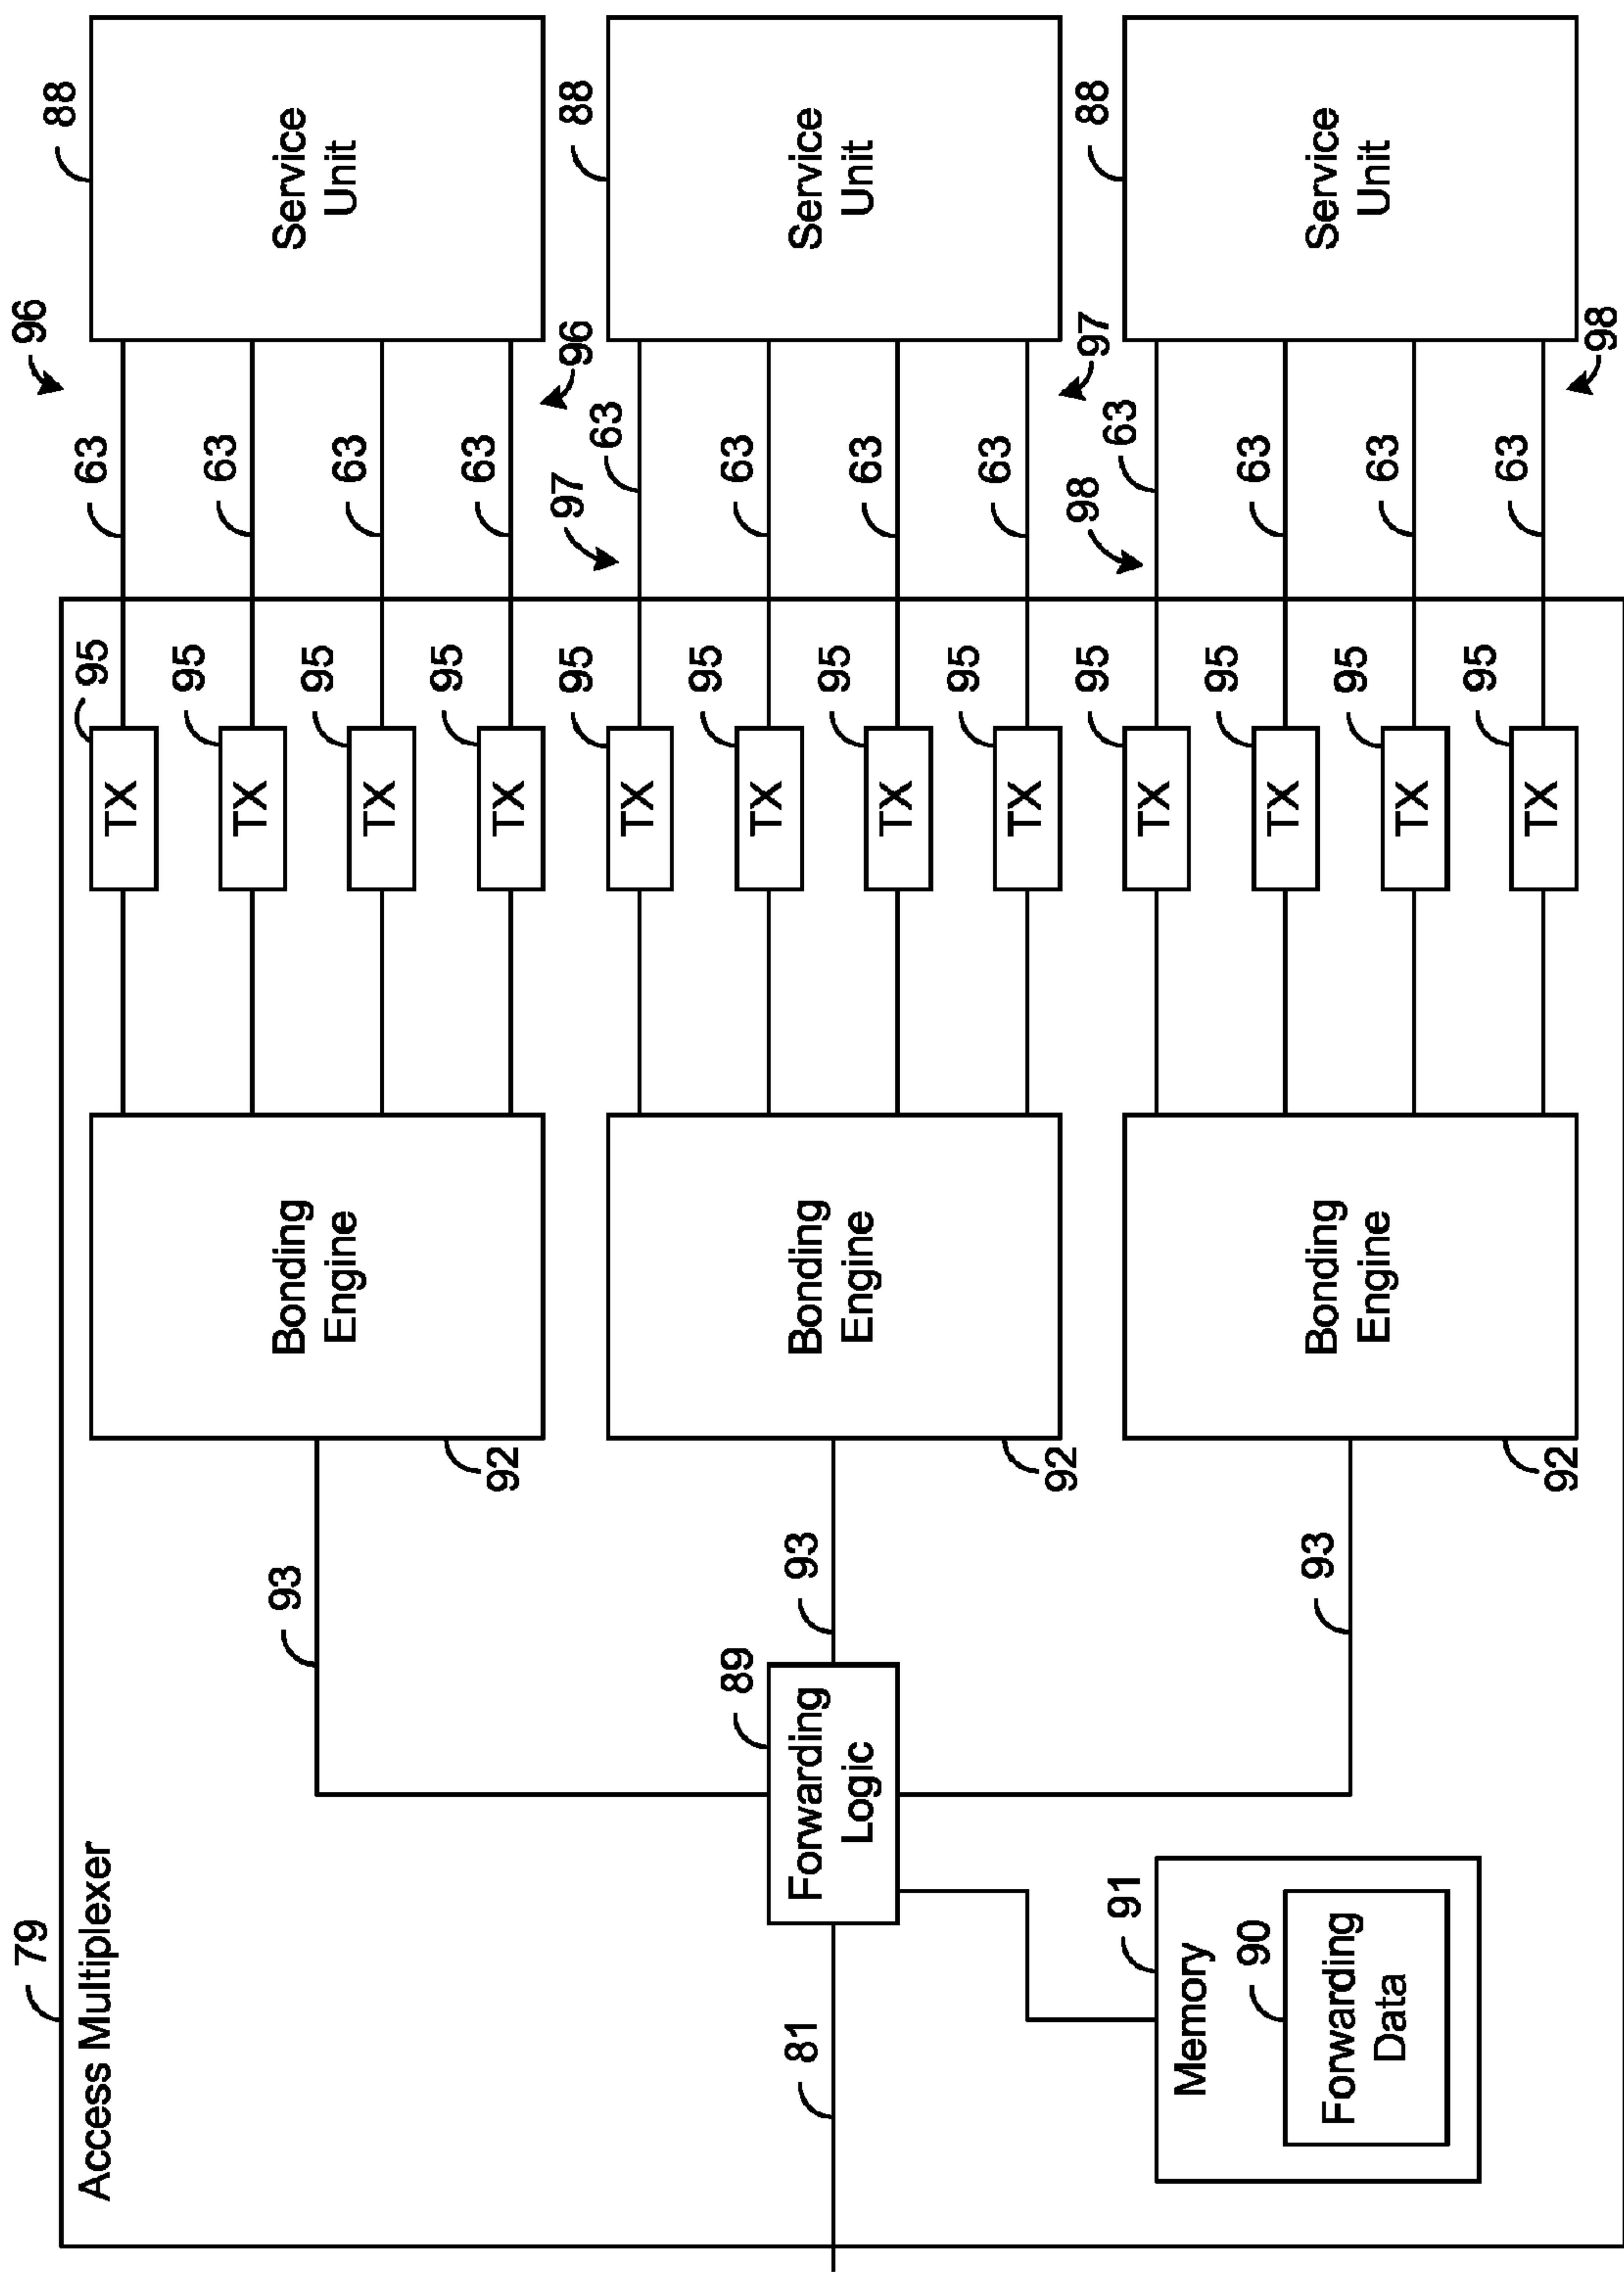 79
Access Multiplexer
96
88
95
63
TX
95
63
TX
93
Bonding
Engine
Service
Unit
95
63
TX
95
63
TX
92
97
96
88
95
63
TX
95
63
TX
89
81
Forwarding
Logic
93
Bonding
Engine
Service
Unit
95
63
TX
95
63
TX
92
98
97
88
95
63
TX
91
Memory
90
Forwarding
Data
95
63
TX
93
Bonding
Engine
Service
Unit
95
63
TX
95
63
TX
92
98